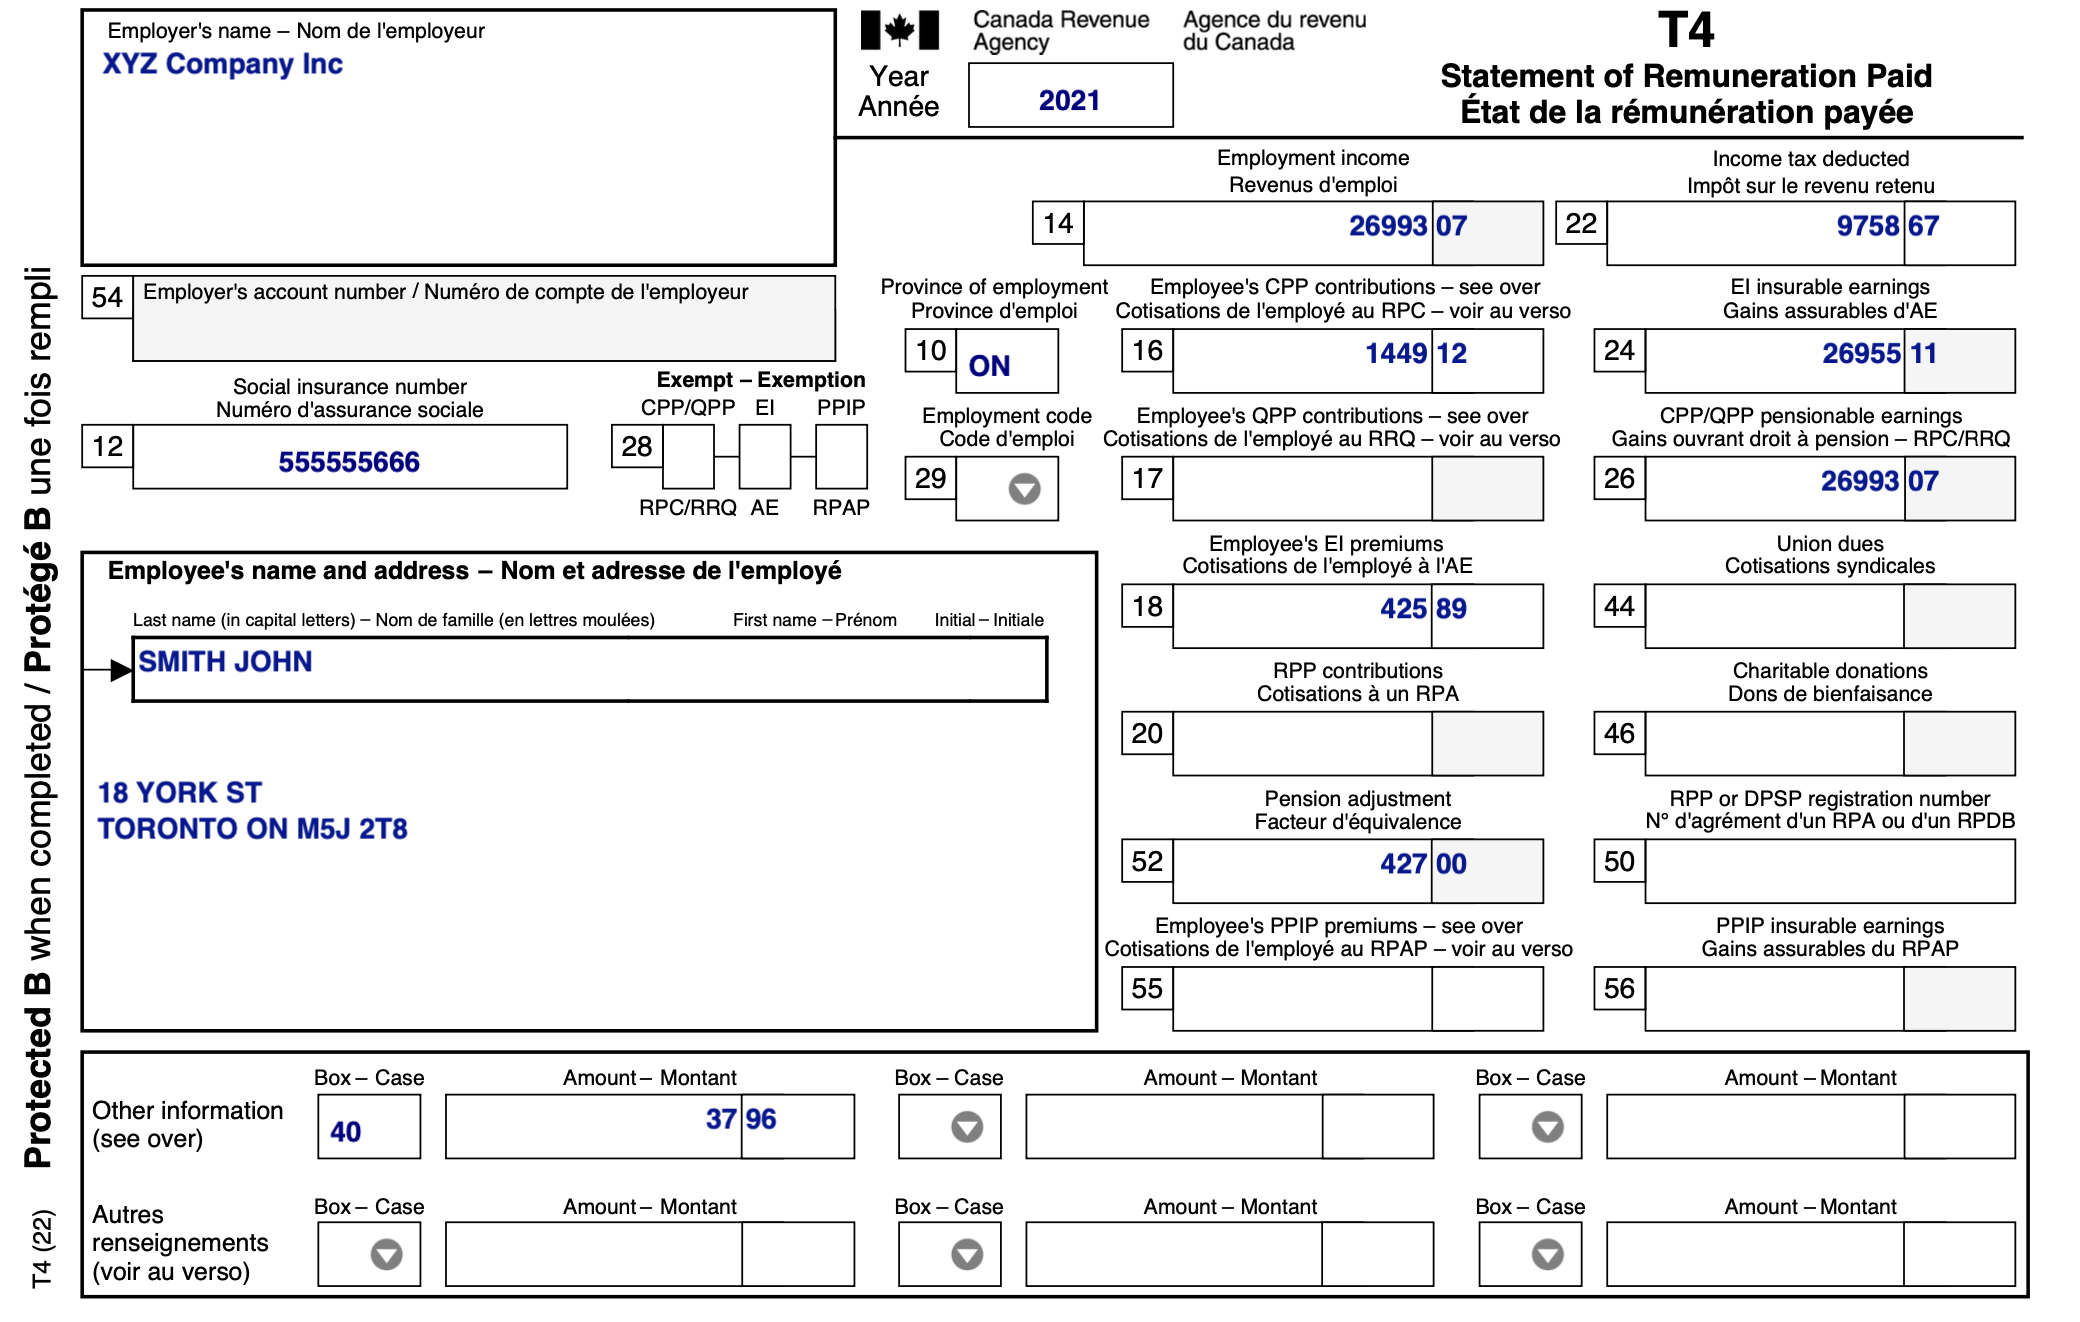 Employer's name – Nom de l'employeur
XYZ Company Inc
Canada Revenue Agency
Agence du revenu du Canada
Year
Année
2021
T4
Statement of Remuneration Paid
État de la rémunération payée
Employment income
Revenus d'emploi
14 26993 07
Income tax deducted
Impôt sur le revenu retenu
22 9758 67
54 Employer's account number / Numéro de compte de l'employeur
Province of employment
Province d'emploi
10 ON
Employee's CPP contributions – see over
Cotisations de l'employé au RPC – voir au verso
16 1449 12
EI insurable earnings
Gains assurables d'AE
24 26955 11
Social insurance number
Numéro d'assurance sociale
12 555555666
Exempt – Exemption
CPP/QPP EI PPIP
28
RPC/RRQ AE RPAP
Employment code
Code d'emploi
29
Employee's QPP contributions – see over
Cotisations de l'employé au RRQ – voir au verso
17
CPP/QPP pensionable earnings
Gains ouvrant droit à pension – RPC/RRQ
26 26993 07
Employee's name and address – Nom et adresse de l'employé
Last name (in capital letters) – Nom de famille (en lettres moulées) First name – Prénom Initial – Initiale
SMITH JOHN
18 YORK ST
TORONTO ON M5J 2T8
Employee's EI premiums
Cotisations de l'employé à l'AE
18 425 89
Union dues
Cotisations syndicales
44
RPP contributions
Cotisations à un RPA
20
Charitable donations
Dons de bienfaisance
46
Pension adjustment
Facteur d'équivalence
52 427 00
RPP or DPSP registration number
N° d'agrément d'un RPA ou d'un RPDB
50
Employee's PPIP premiums – see over
Cotisations de l'employé au RPAP – voir au verso
55
PPIP insurable earnings
Gains assurables du RPAP
56
Box – Case Amount – Montant Box – Case Amount – Montant Box – Case Amount – Montant
Other information
(see over)
40 37 96
Box – Case Amount – Montant Box – Case Amount – Montant Box – Case Amount – Montant
Autres
renseignements
(voir au verso)
Protected B when completed / Protégé B une fois rempli
T4 (22)